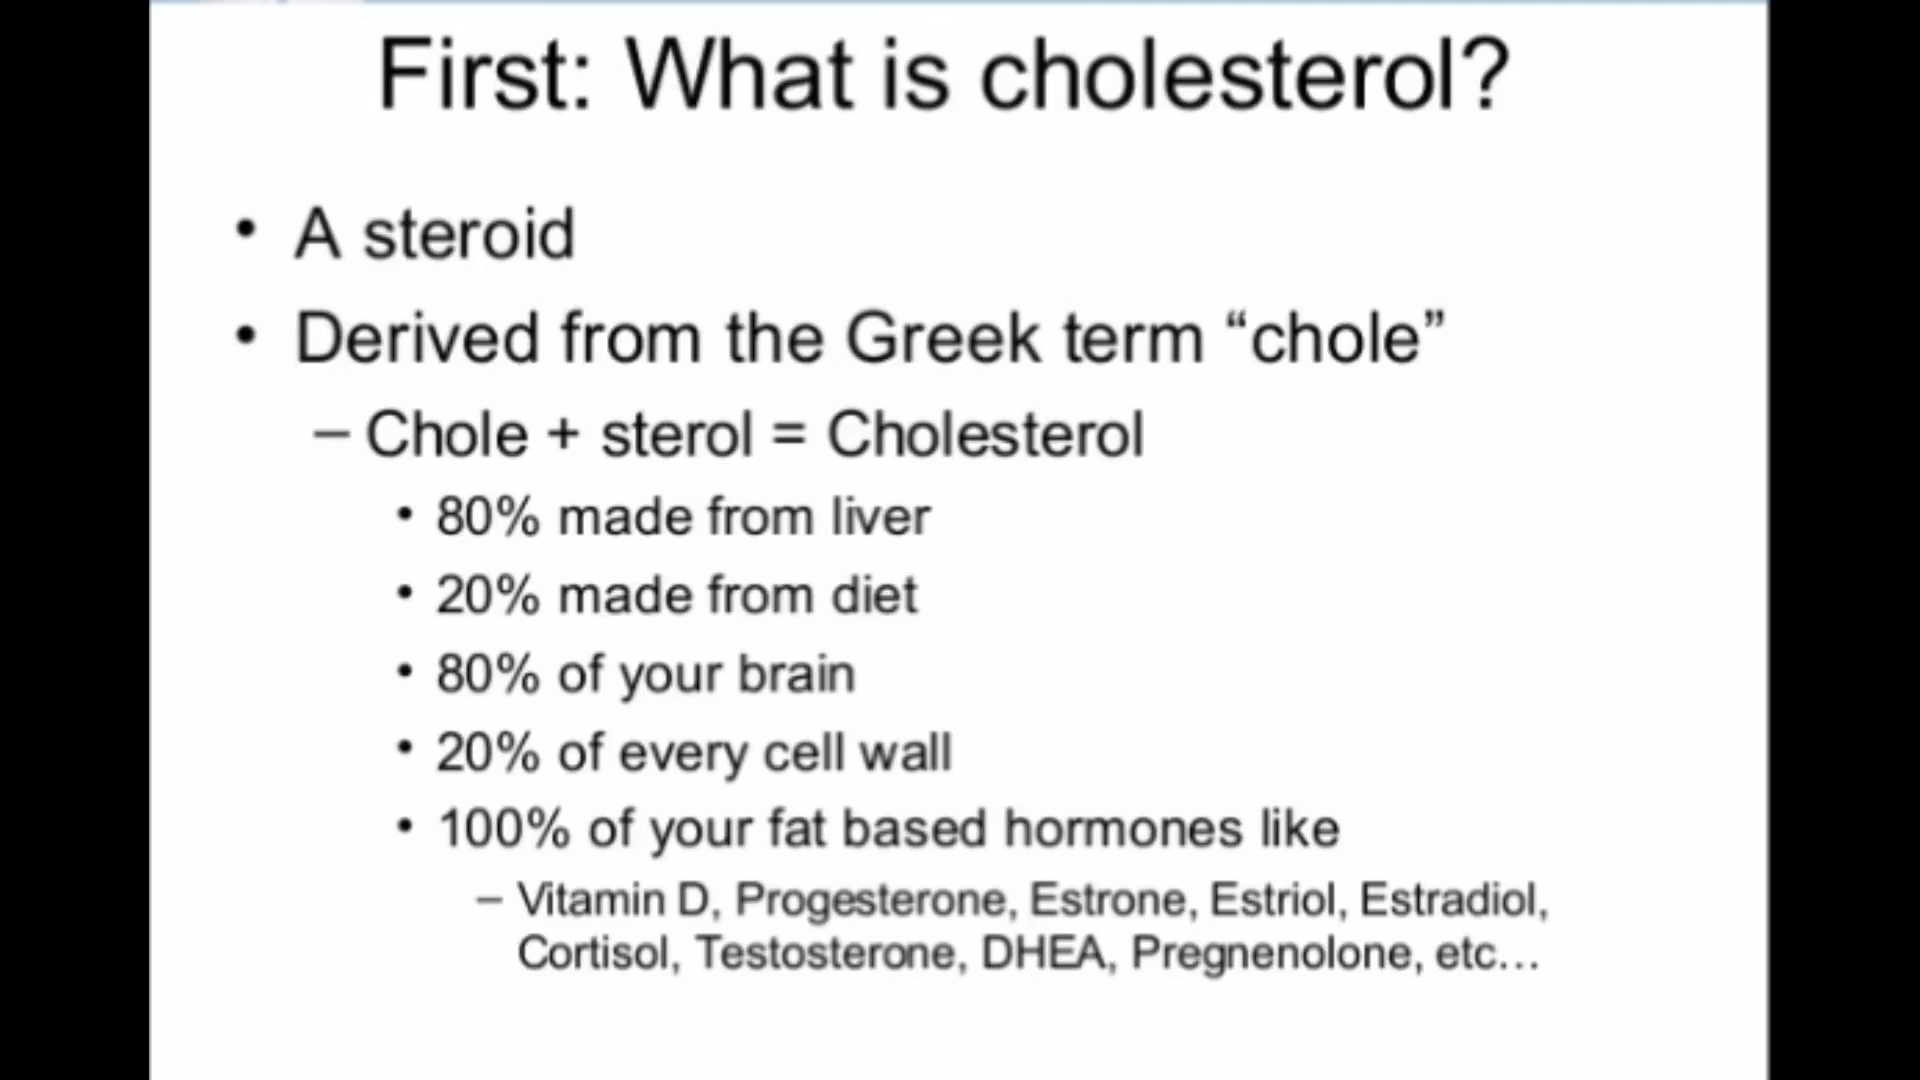 First: What is cholesterol?
• A steroid
• Derived from the Greek term “chole”
– Chole + sterol = Cholesterol
• 80% made from liver
• 20% made from diet
• 80% of your brain
• 20% of every cell wall
• 100% of your fat based hormones like
– Vitamin D, Progesterone, Estrone, Estriol, Estradiol,
Cortisol, Testosterone, DHEA, Pregnenolone, etc…